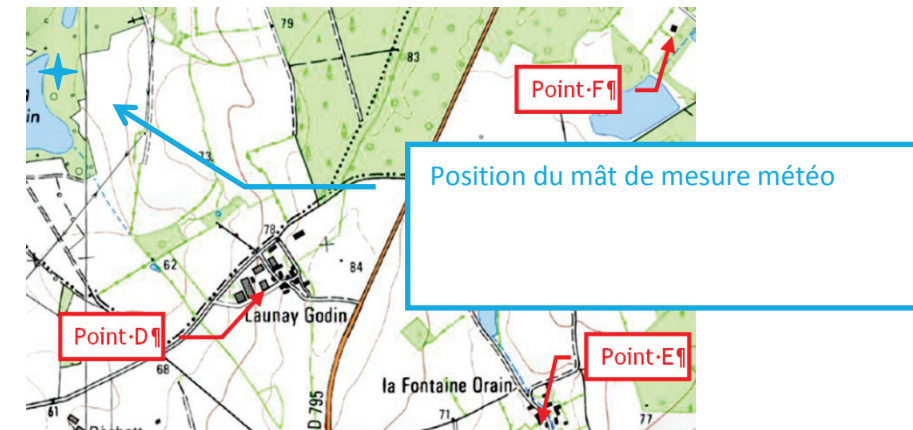 79
83
Point·F¶
in
73
Position du mât de mesure météo
78
62
84
Launay Godin
Point·D¶
68
Point·E¶
la Fontaine Orain
D 795
61
71
77